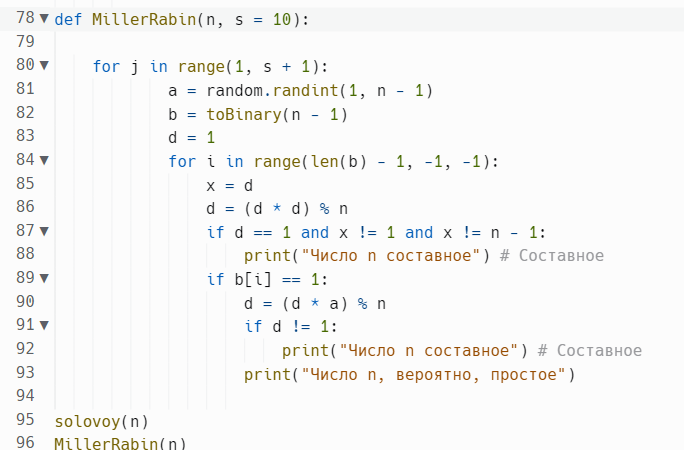 78 def MillerRabin(n, s = 10):
79
80     for j in range(1, s + 1):
81             a = random.randint(1, n - 1)
82             b = toBinary(n - 1)
83             d = 1
84             for i in range(len(b) - 1, -1, -1):
85                 x = d
86                 d = (d * d) % n
87                 if d == 1 and x != 1 and x != n - 1:
88                     print("Число n составное") # Составное
89                 if b[i] == 1:
90                     d = (d * a) % n
91                     if d != 1:
92                         print("Число n составное") # Составное
93                     print("Число n, вероятно, простое")
94
95 solovoy(n)
96 MillerRabin(n)